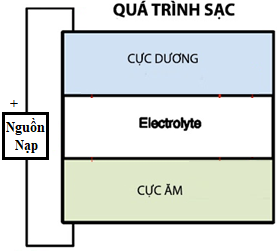 QUÁ TRÌNH SẠC
CỰC DƯƠNG
+
Nguồn
Nạp
Electrolyte
CỰC ÂM